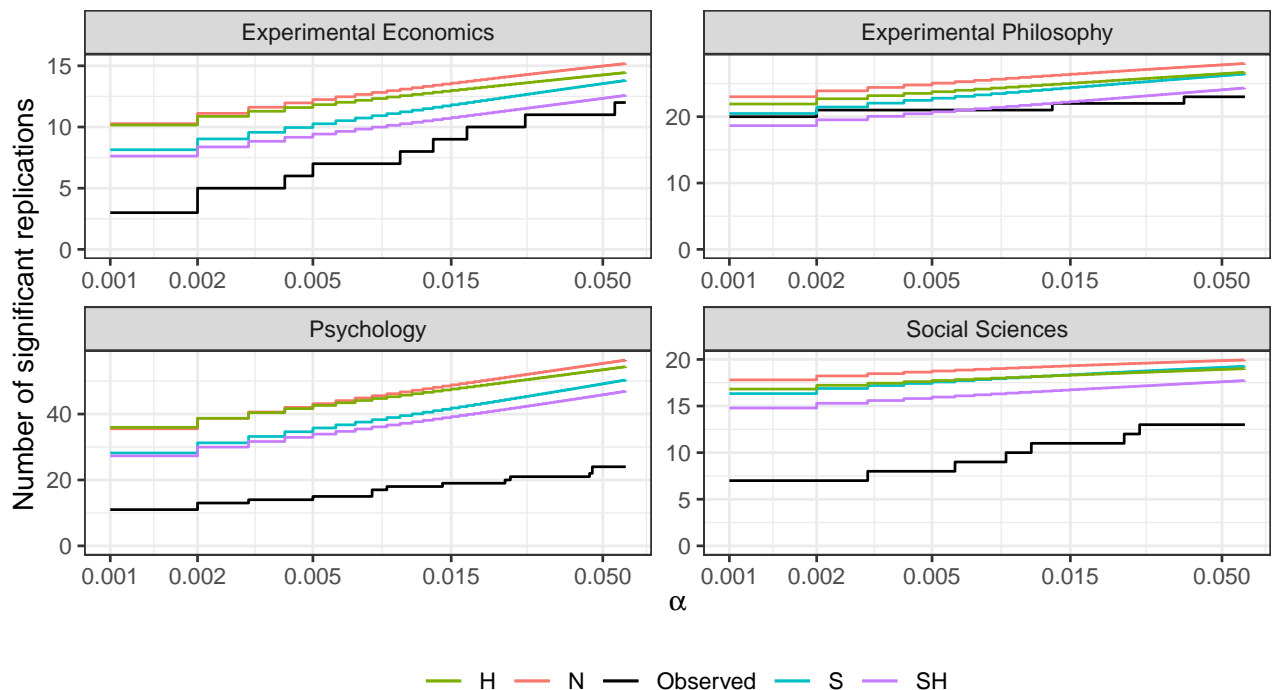 Experimental Economics
Experimental Philosophy
15
10
5
0
20
10
0
0.001 0.002 0.005 0.015 0.050
0.001 0.002 0.005 0.015 0.050
Psychology
Social Sciences
40
20
0
20
15
10
5
0
0.001 0.002 0.005 0.015 0.050
0.001 0.002 0.005 0.015 0.050
Number of significant replications
α
H N Observed S SH